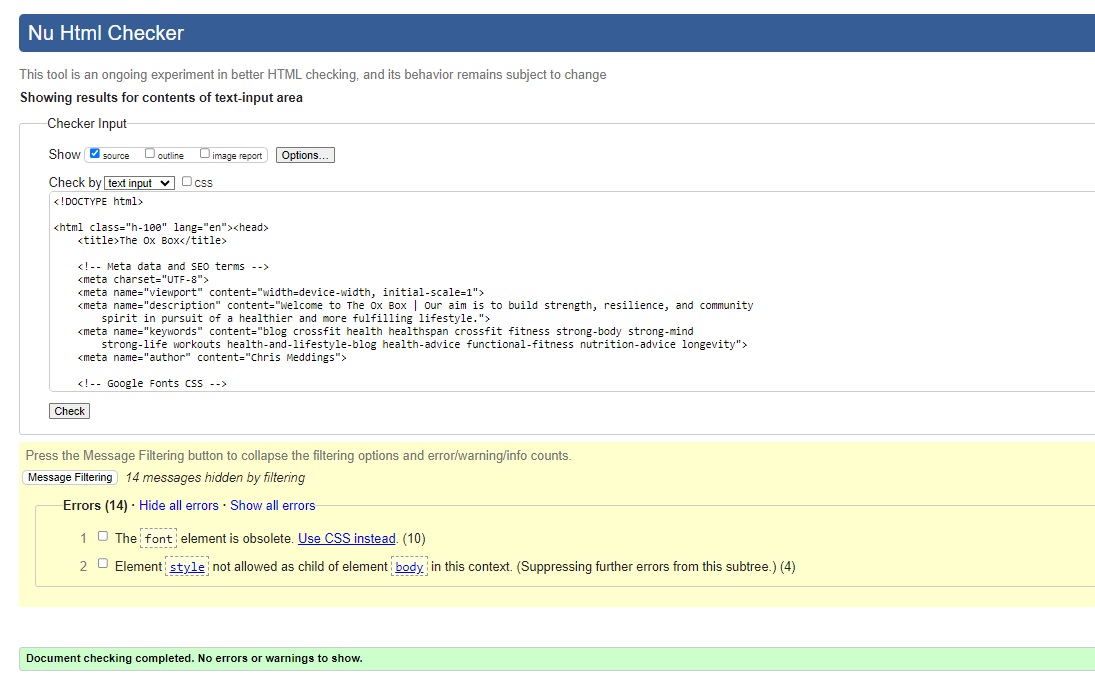 Nu Html Checker
This tool is an ongoing experiment in better HTML checking, and its behavior remains subject to change
Showing results for contents of text-input area
Checker Input
Show source outline image report Options...
Check by text input css
<!DOCTYPE html>
<html class="h-100" lang="en"><head>
<title>The Ox Box</title>
<!-- Meta data and SEO terms -->
<meta charset="UTF-8">
<meta name="viewport" content="width=device-width, initial-scale=1">
<meta name="description" content="Welcome to The Ox Box | Our aim is to build strength, resilience, and community
spirit in pursuit of a healthier and more fulfilling lifestyle.">
<meta name="keywords" content="blog crossfit health healthspan crossfit fitness strong-body strong-mind
strong-life workouts health-and-lifestyle-blog health-advice functional-fitness nutrition-advice longevity">
<meta name="author" content="Chris Meddings">
<!-- Google Fonts CSS -->
Check
Press the Message Filtering button to collapse the filtering options and error/warning/info counts.
Message Filtering 14 messages hidden by filtering
Errors (14) · Hide all errors · Show all errors
1 The font element is obsolete. Use CSS instead. (10)
2 Element style not allowed as child of element body in this context. (Suppressing further errors from this subtree.) (4)
Document checking completed. No errors or warnings to show.